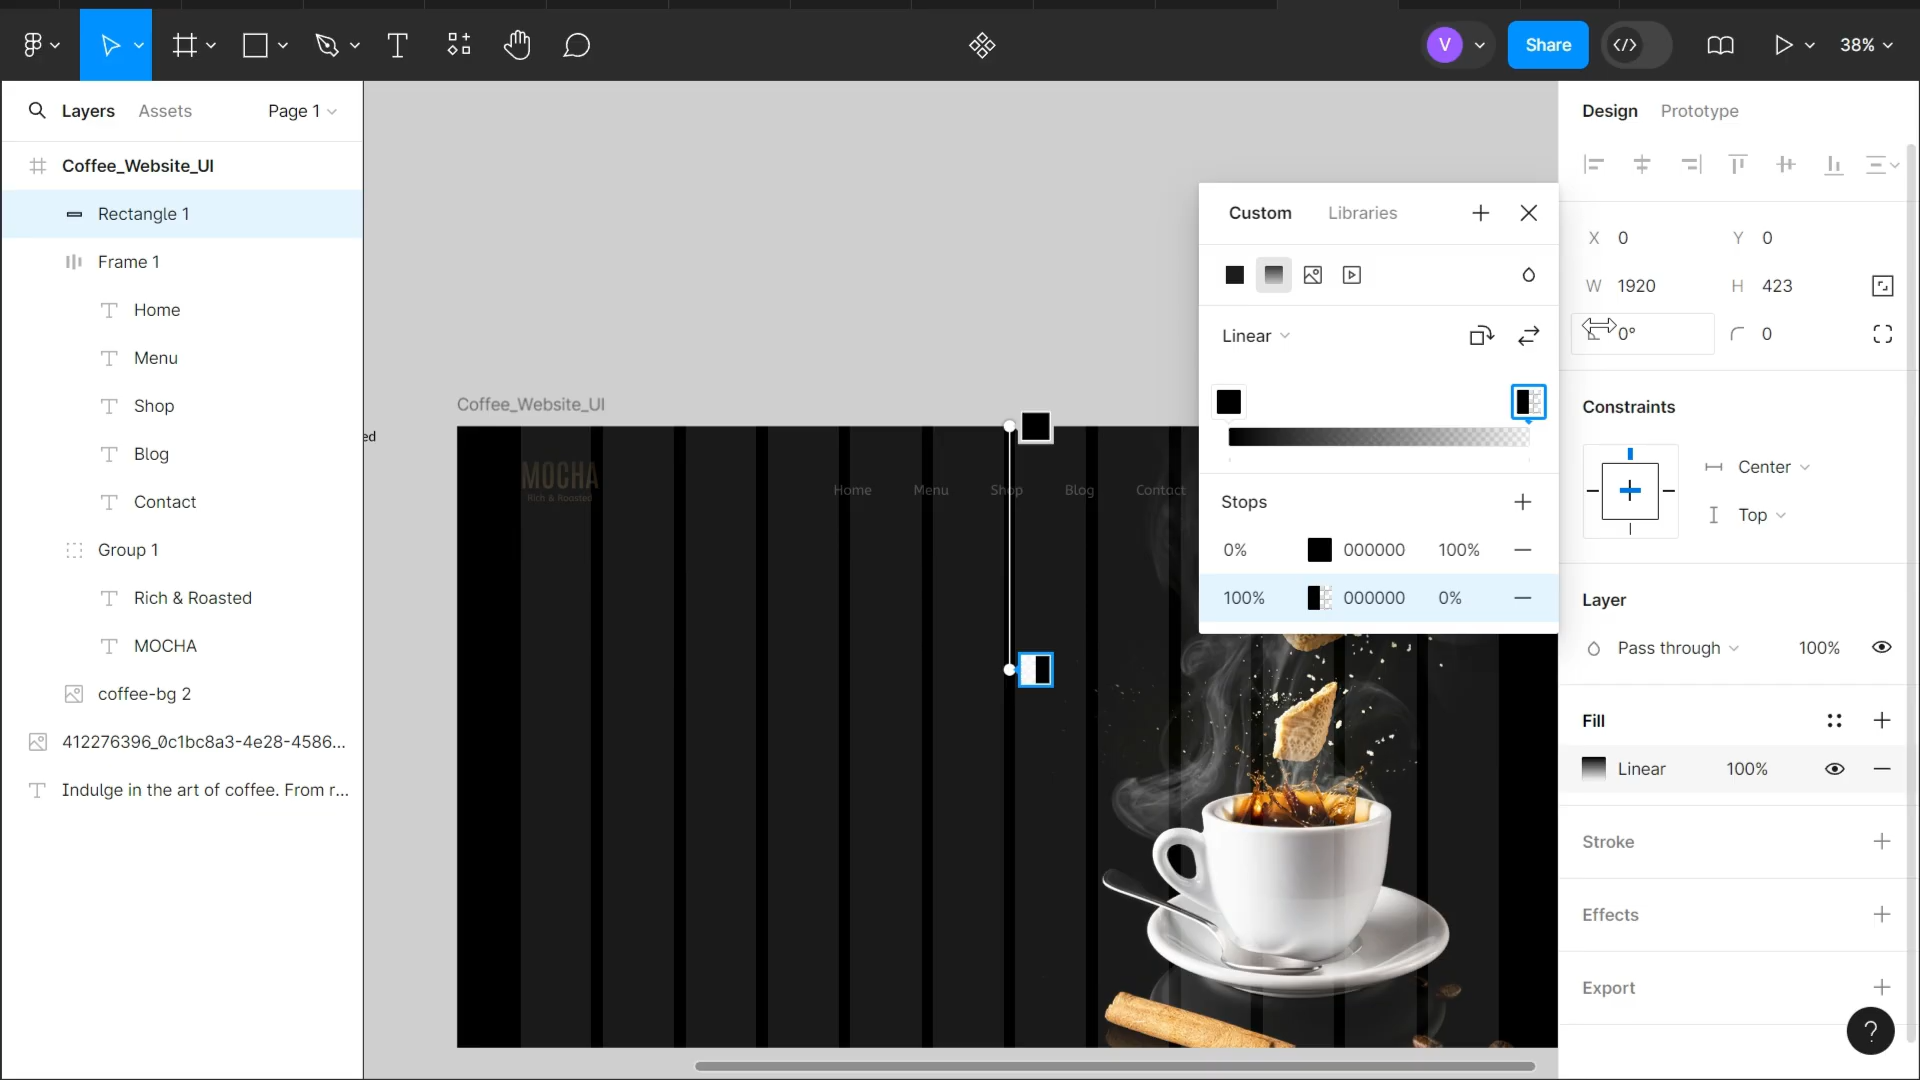 V
Share
38%
Layers
Assets
Page 1
Coffee_Website_UI
Rectangle 1
Frame 1
Home
Menu
Shop
Blog
Contact
Group 1
Rich & Roasted
MOCHA
coffee-bg 2
412276396_0c1bc8a3-4e28-4586...
Indulge in the art of coffee. From r...
ed
Coffee_Website_UI
MOCHA
Rich & Roasted
Home
Menu
Shop
Blog
Contact
Custom
Libraries
Linear
Stops
0%
000000
100%
100%
000000
0%
Design
Prototype
X 0
Y 0
W 1920
H 423
0°
0
Constraints
Center
Top
Layer
Pass through
100%
Fill
Linear
100%
Stroke
Effects
Export
?